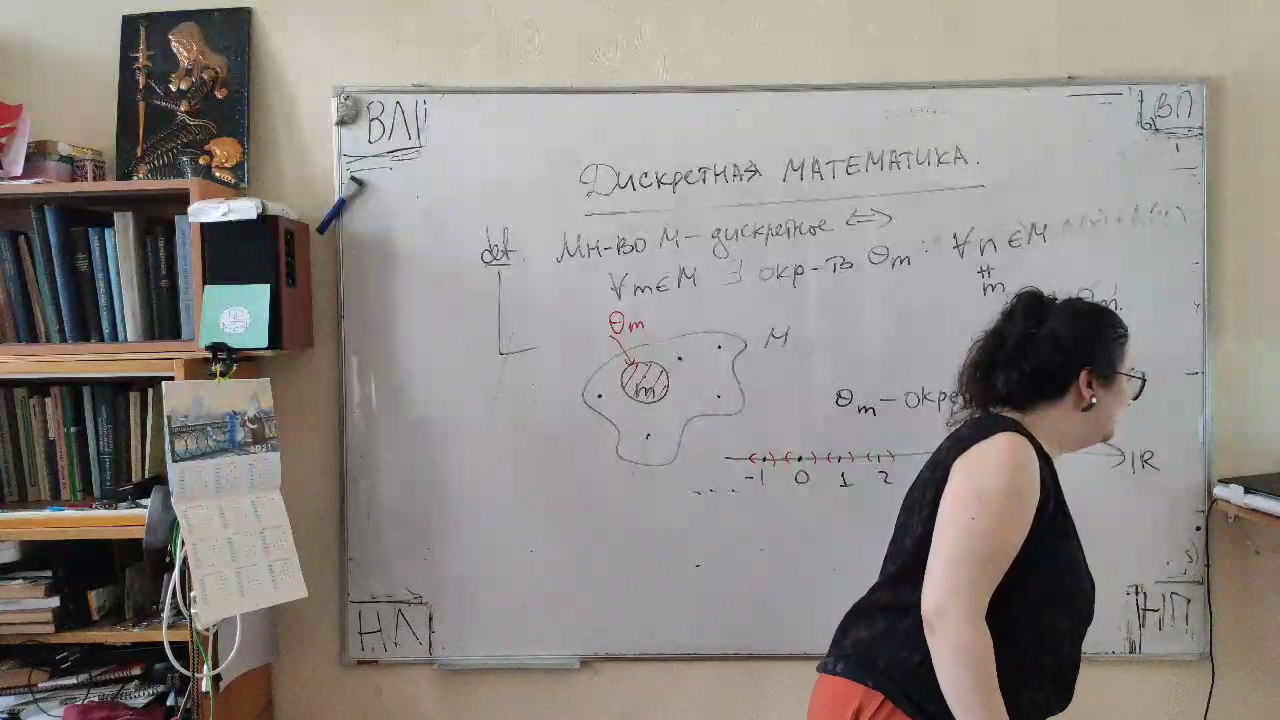 ВЛ
ВП
Дискретная МАТЕМАТИКА.
def. Мн-во M – дискретное ⇔
∀m∈M ∃ окр-ть Θm : ∀n∈M
≠
m
Θm
m
M
Θm –
-1 0 1 2
...
ℝ
НЛ
НП